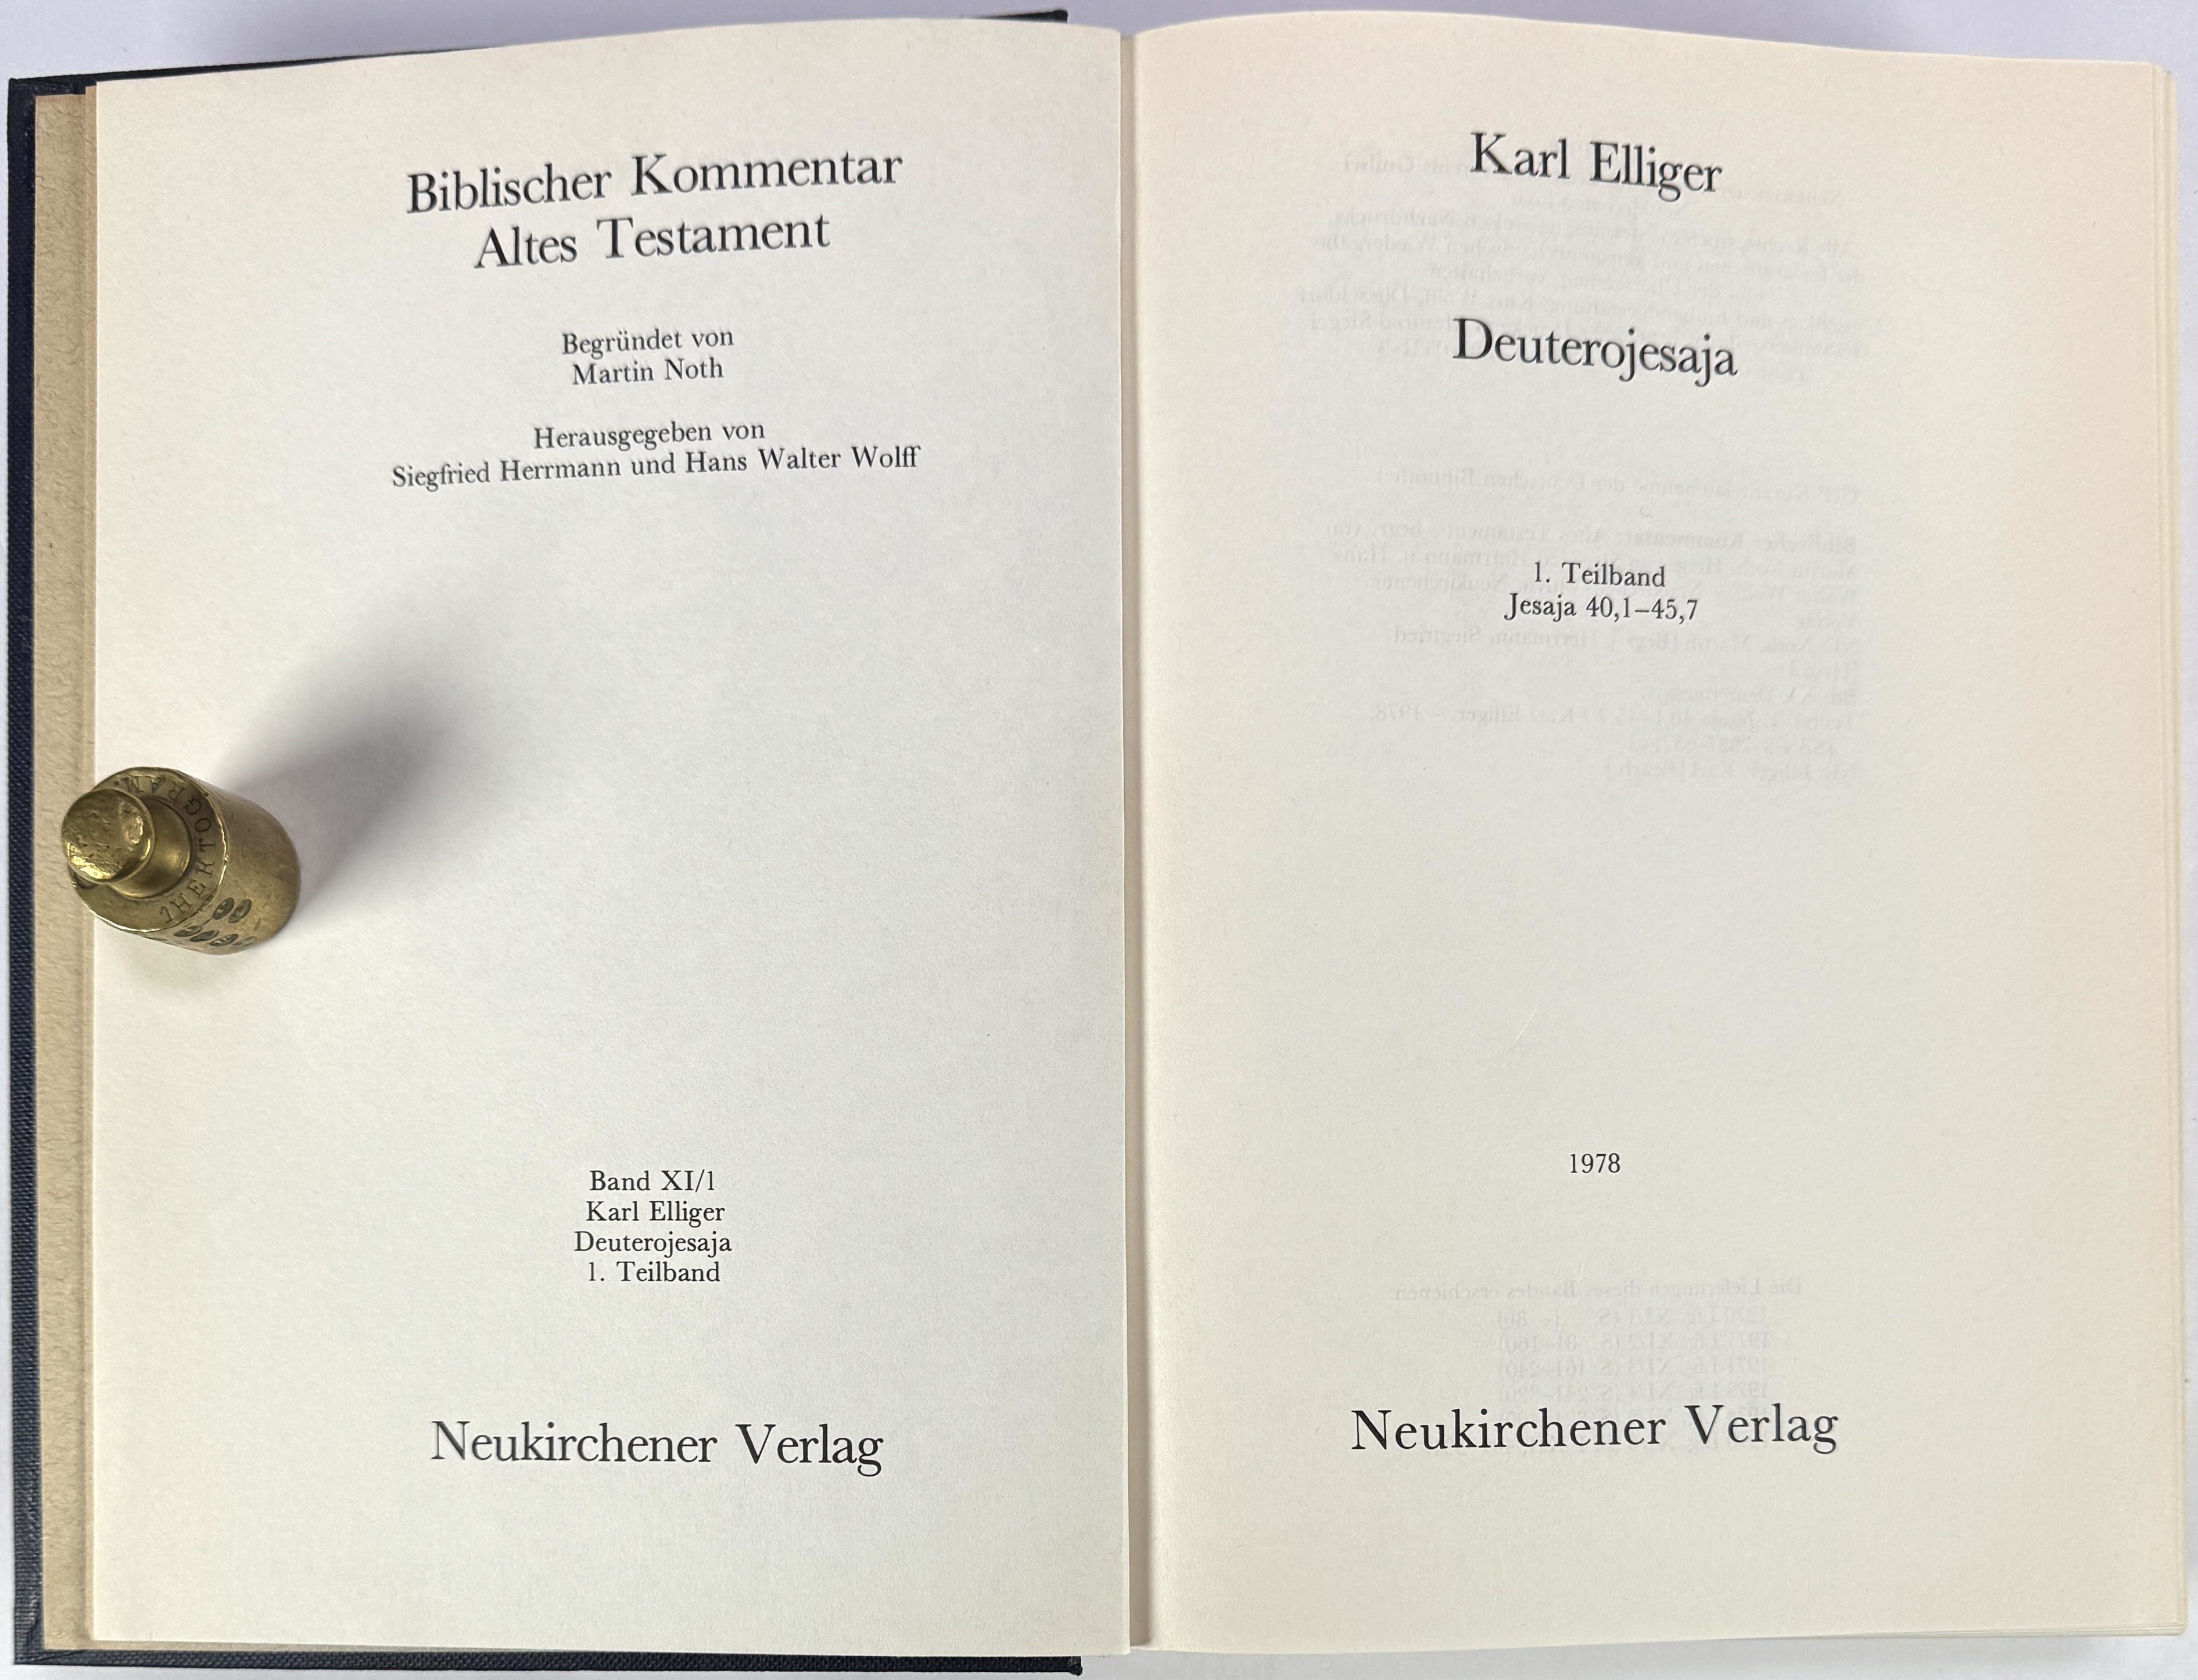 Biblischer Kommentar
Altes Testament
Begründet von
Martin Noth
Herausgegeben von
Siegfried Herrmann und Hans Walter Wolff
Band XI/1
Karl Elliger
Deuterojesaja
1. Teilband
Neukirchener Verlag
Karl Elliger
Deuterojesaja
1. Teilband
Jesaja 40,1–45,7
1978
Neukirchener Verlag